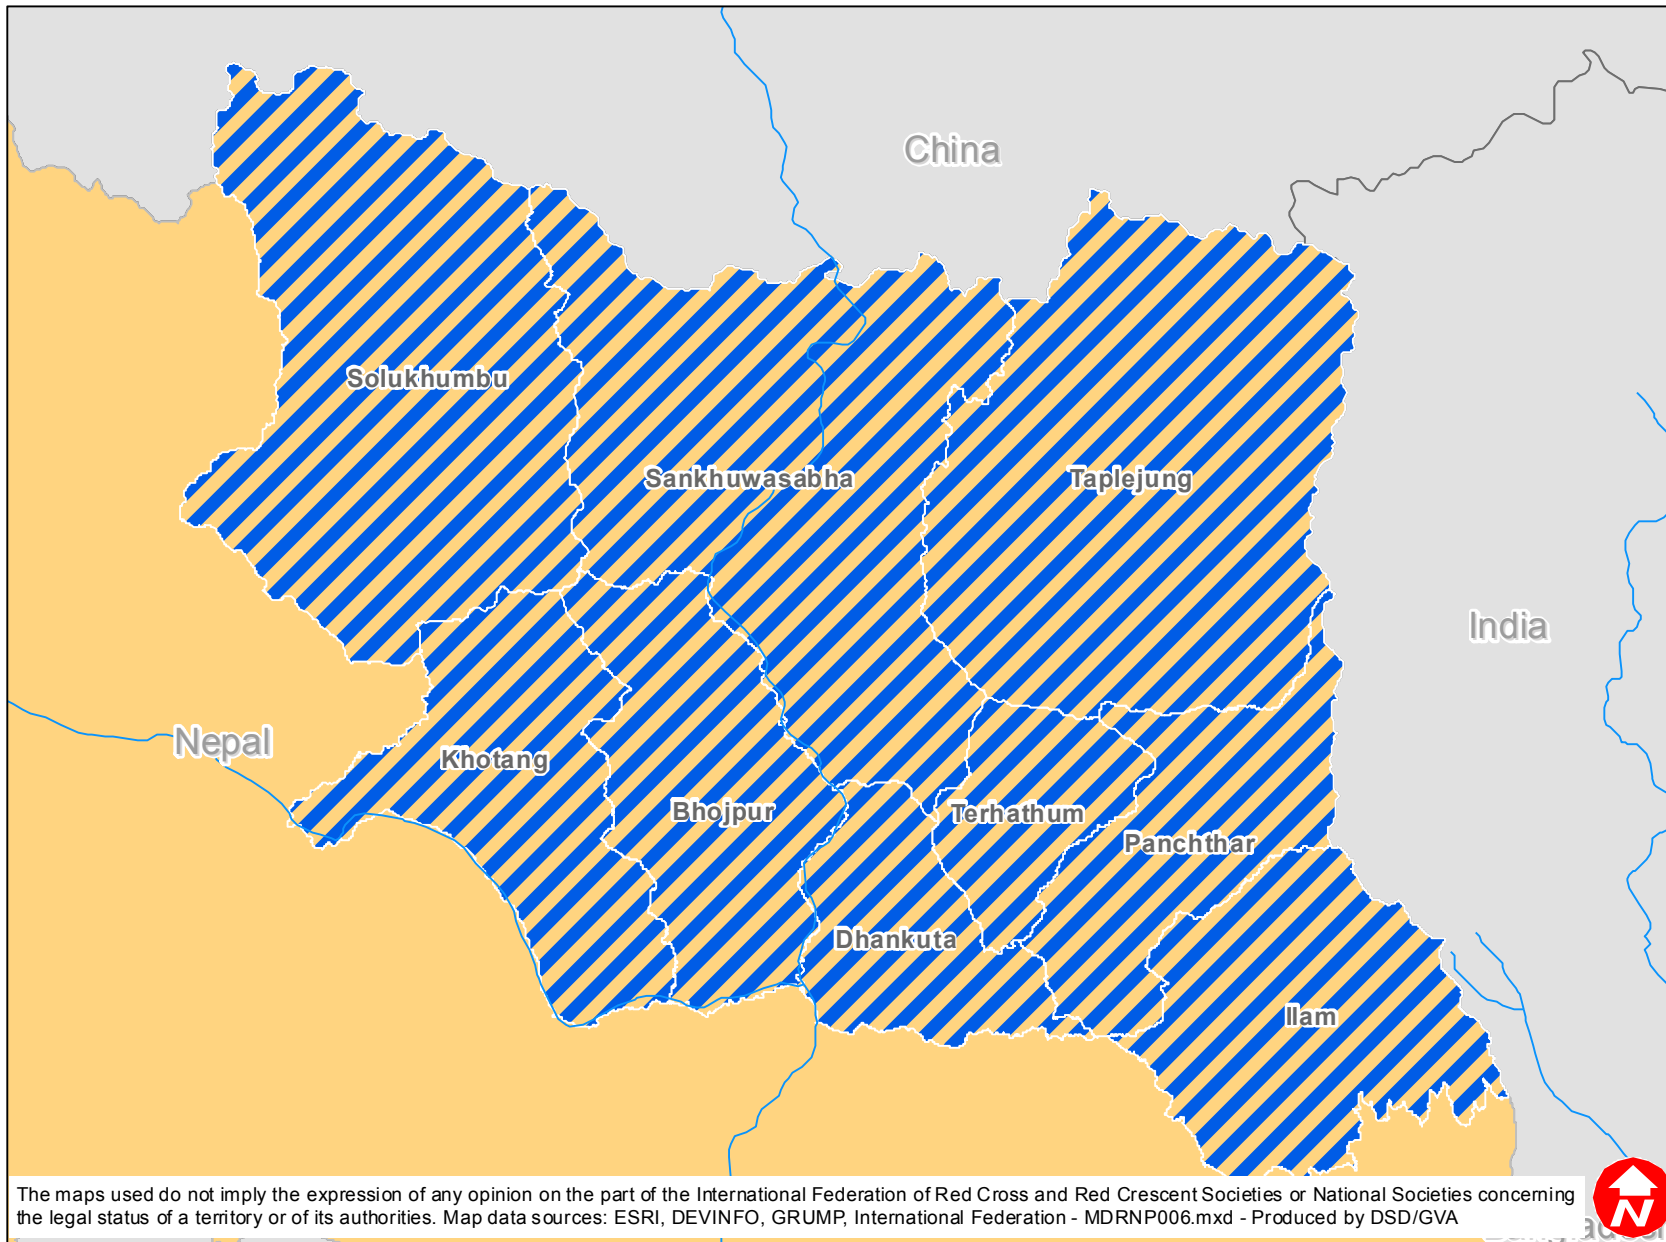 China
Solukhumbu
Sankhuwasabha
Taplejung
India
Nepal
Khotang
Bhojpur
Terhathum
Panchthar
Dhankuta
Ilam
The maps used do not imply the expression of any opinion on the part of the International Federation of Red Cross and Red Crescent Societies or National Societies concerning
the legal status of a territory or of its authorities. Map data sources: ESRI, DEVINFO, GRUMP, International Federation - MDRNP006.mxd - Produced by DSD/GVA
N